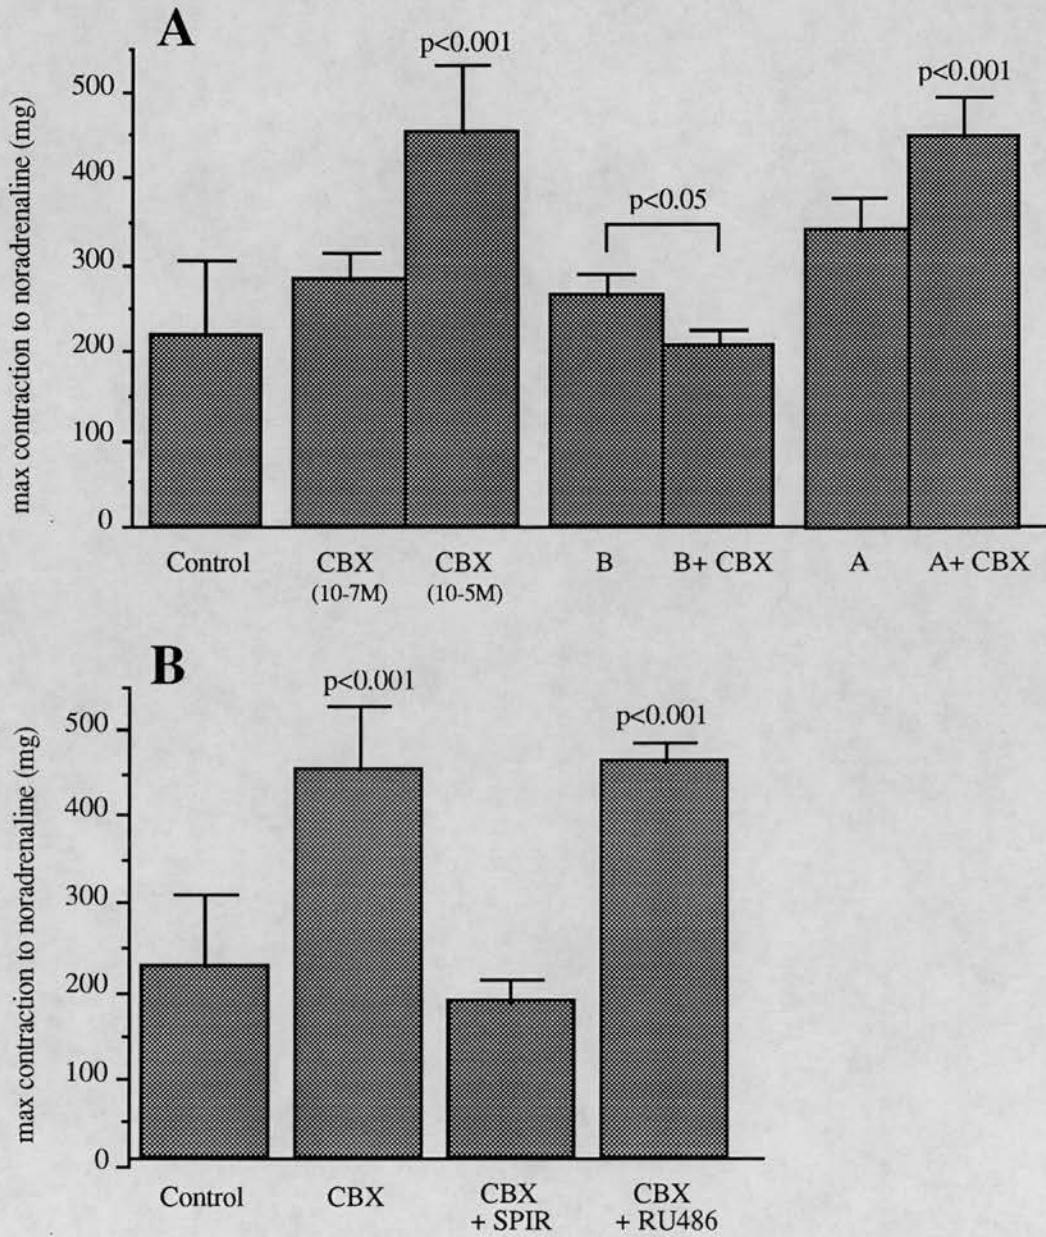 A
max contraction to noradrenaline (mg)
500
400
300
200
100
0
p<0.001
p<0.05
p<0.001
Control
CBX
(10-7M)
CBX
(10-5M)
B
B+ CBX
A
A+ CBX
B
max contraction to noradrenaline (mg)
500
400
300
200
100
0
p<0.001
p<0.001
Control
CBX
CBX
+ SPIR
CBX
+ RU486